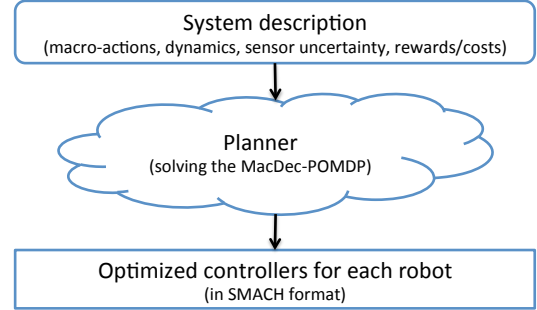 System description
(macro-actions, dynamics, sensor uncertainty, rewards/costs)
Planner
(solving the MacDec-POMDP)
Optimized controllers for each robot
(in SMACH format)